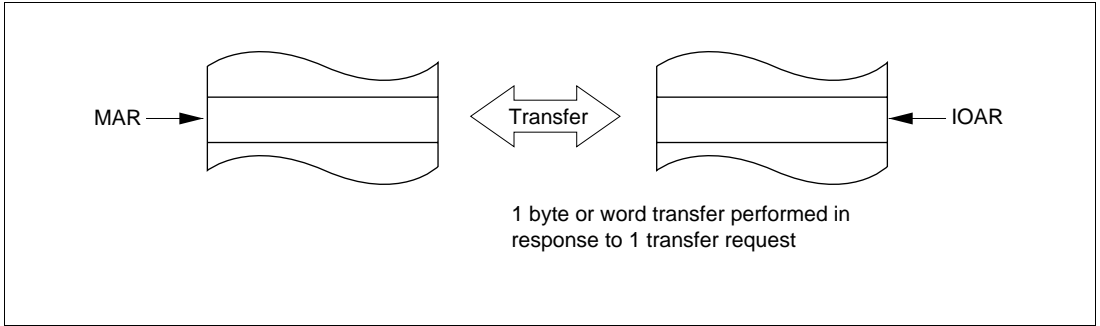 MAR
Transfer
IOAR
1 byte or word transfer performed in
response to 1 transfer request